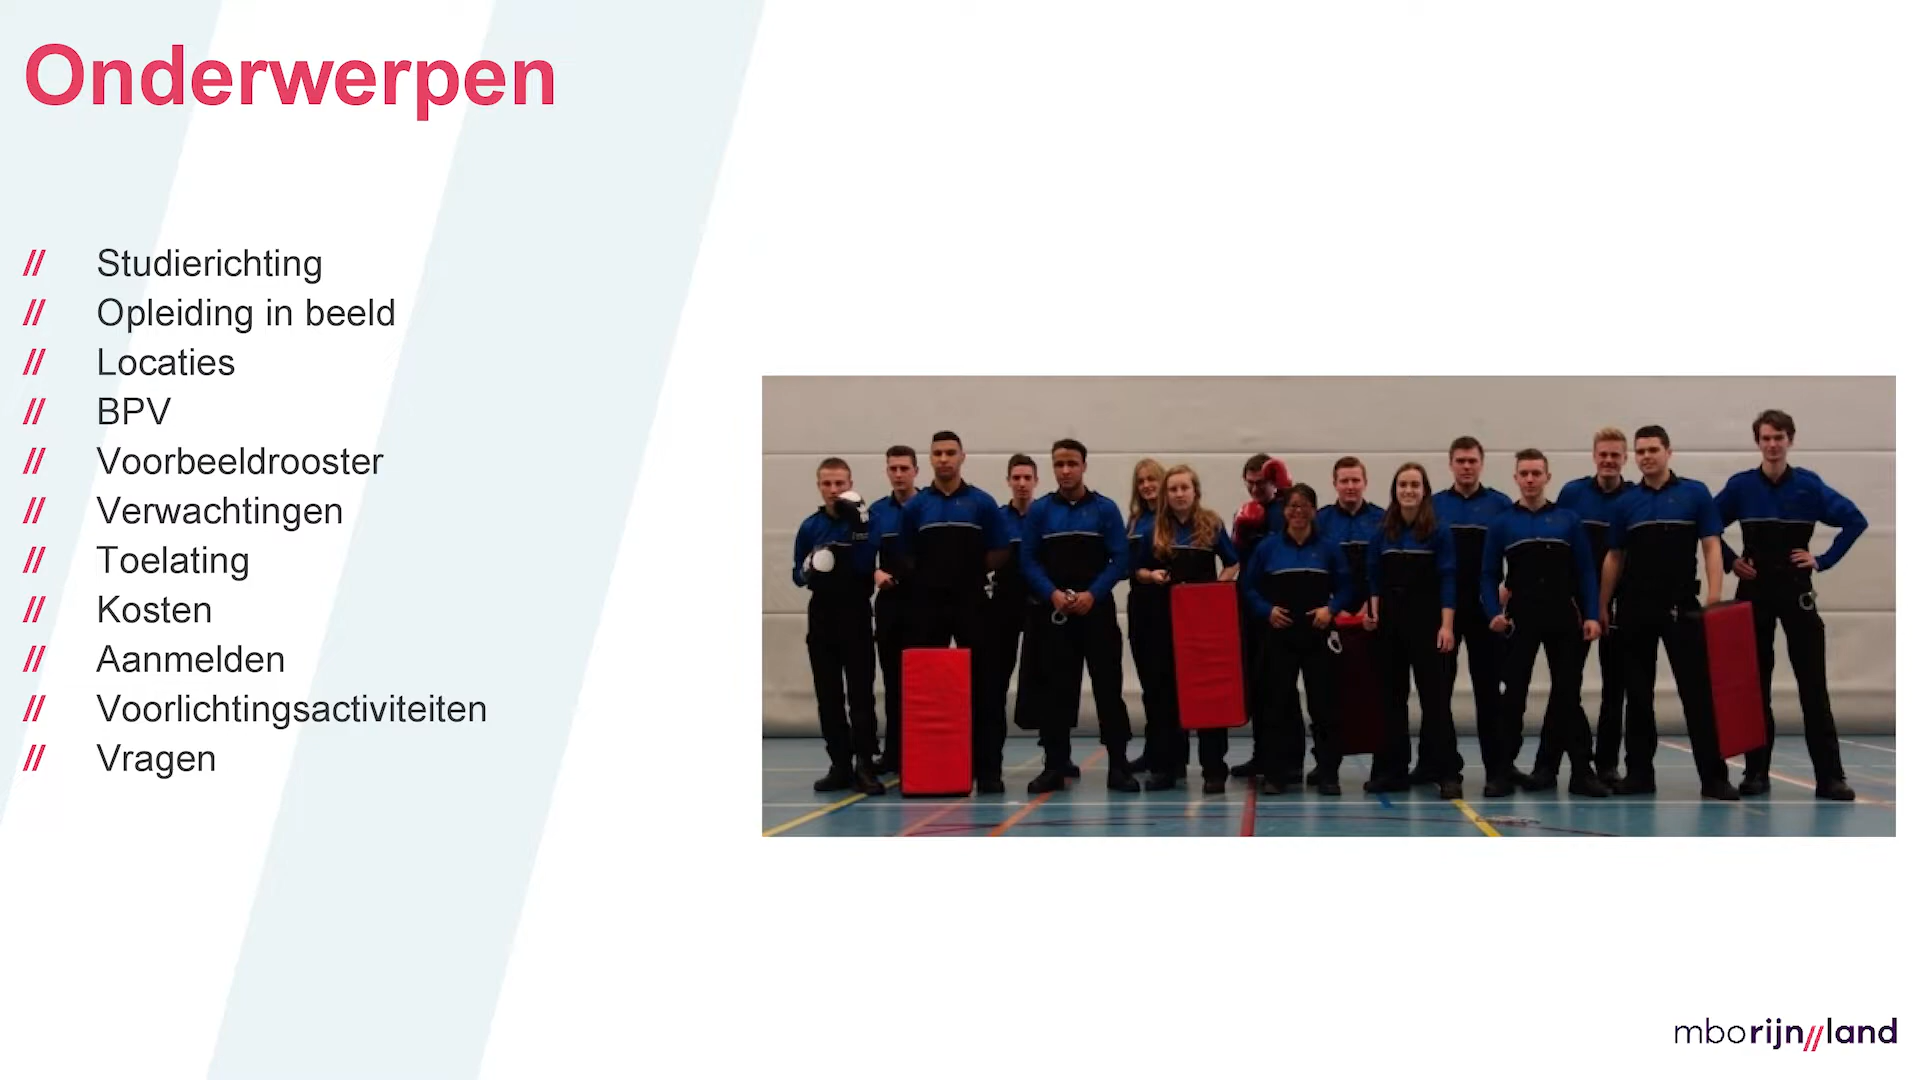 Onderwerpen
// Studierichting
// Opleiding in beeld
// Locaties
// BPV
// Voorbeeldrooster
// Verwachtingen
// Toelating
// Kosten
// Aanmelden
// Voorlichtingsactiviteiten
// Vragen
mborijn//land